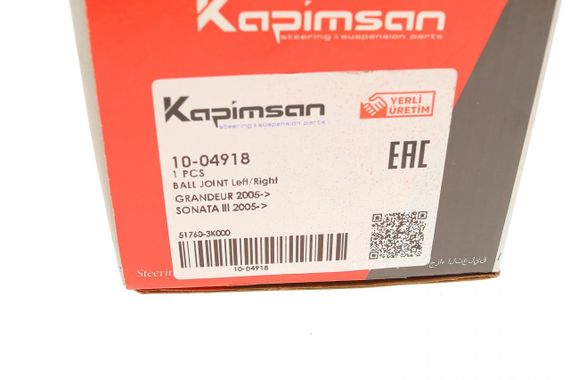 Kapimsan
steering & suspension parts
Kapimsan
steering & suspension parts
YERLİ
ÜRETİM
10-04918
1 PCS
BALL JOINT Left/Right
GRANDEUR 2005->
SONATA III 2005->
EAC
51760-3K000
10-04918
Steerin